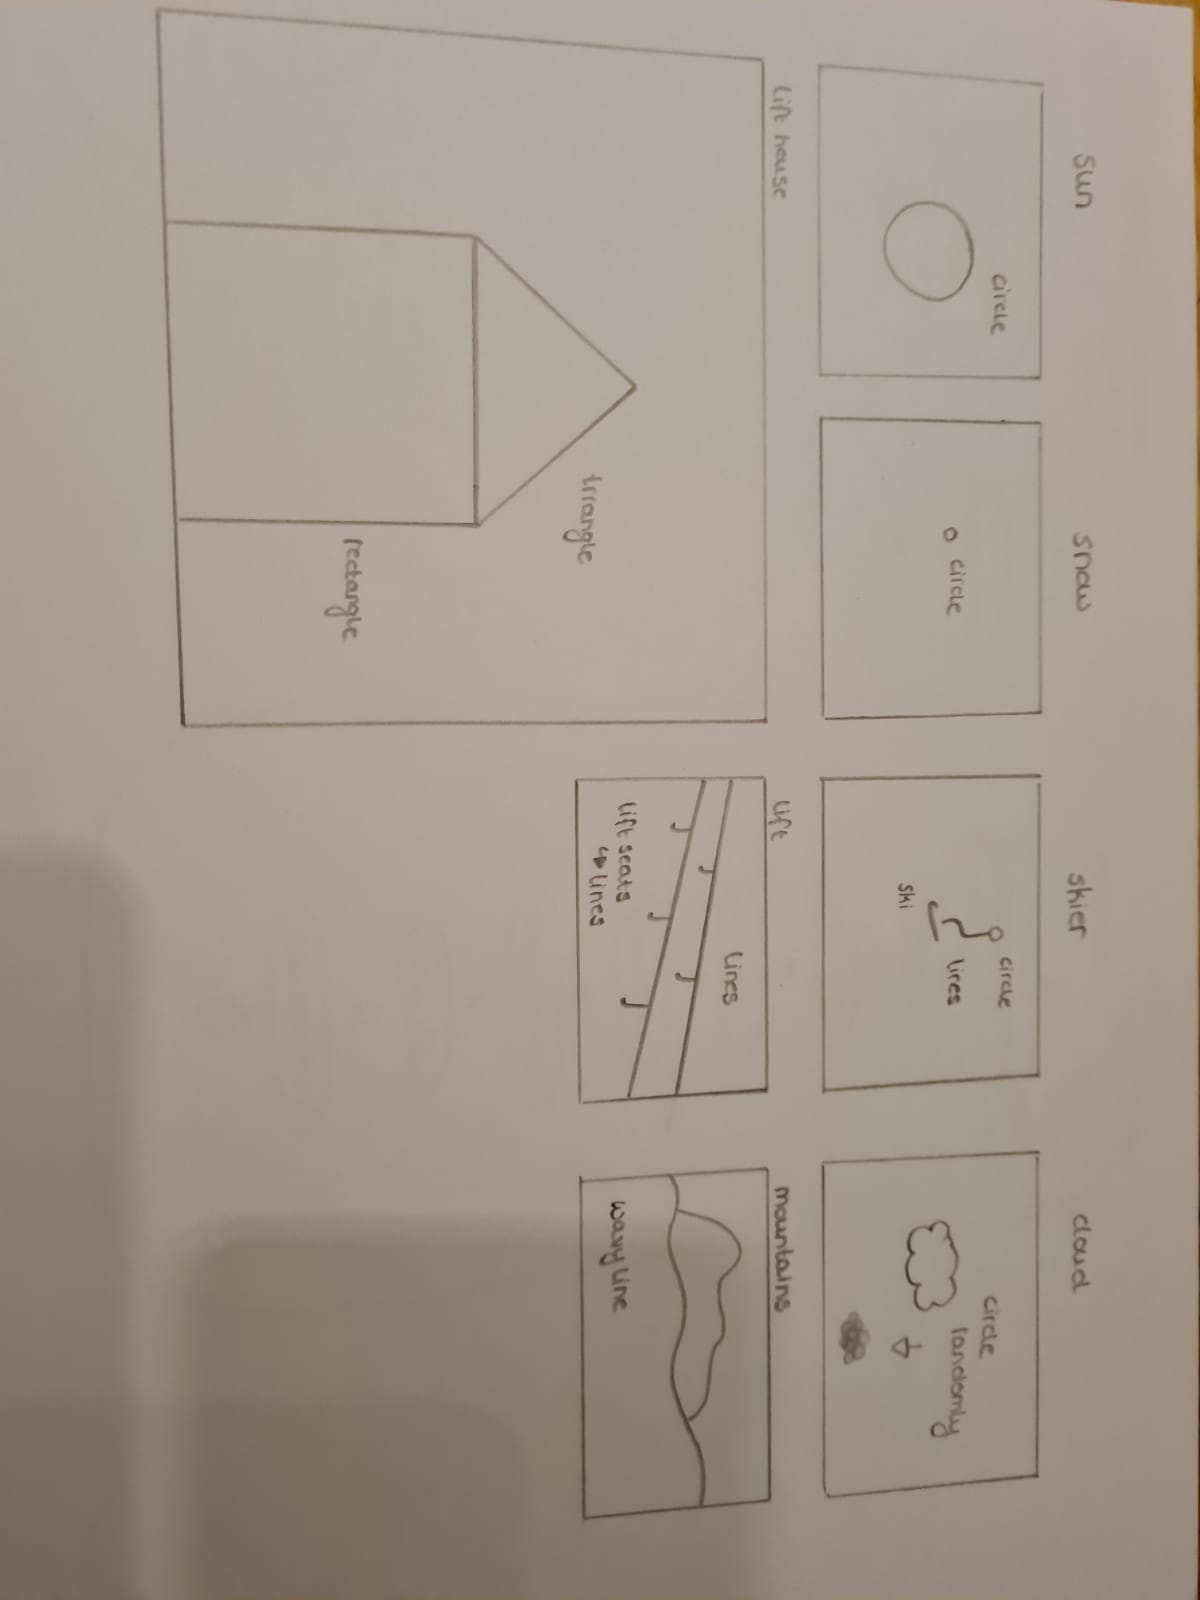 sun
snow
skier
cloud
circle
circle
circle
lines
ski
circle
randomly
lift house
triangle
rectangle
lift
lines
lift seats
↳ lines
mountains
wavy line